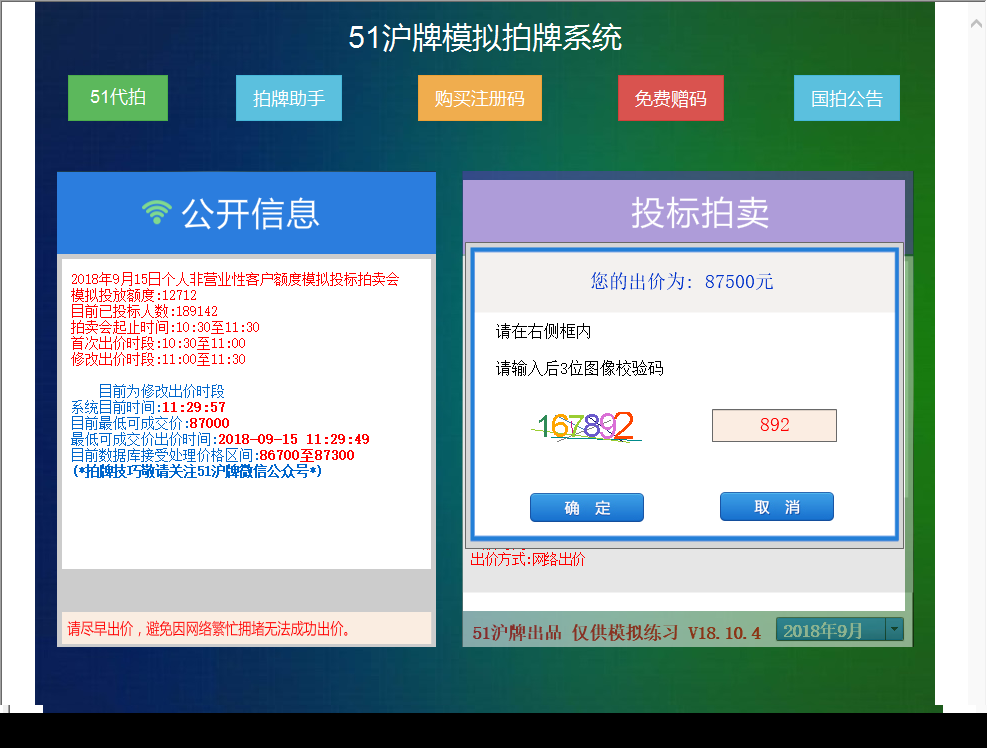 51沪牌模拟拍牌系统
51代拍 拍牌助手 购买注册码 免费赠码 国拍公告
公开信息
2018年9月15日个人非营业性客户额度模拟投标拍卖会
模拟投放额度:12712
目前已投标人数:189142
拍卖会起止时间:10:30至11:30
首次出价时段:10:30至11:00
修改出价时段:11:00至11:30
目前为修改出价时段
系统目前时间:11:29:57
目前最低可成交价:87000
最低可成交价出价时间:2018-09-15 11:29:49
目前数据库接受处理价格区间:86700至87300
(*拍牌技巧敬请关注51沪牌微信公众号*)
请尽早出价，避免因网络繁忙拥堵无法成功出价。
投标拍卖
您的出价为: 87500元
请在右侧框内
请输入后3位图像校验码
167892
892
确 定 取 消
出价方式:网络出价
51沪牌出品 仅供模拟练习 V18.10.4 2018年9月